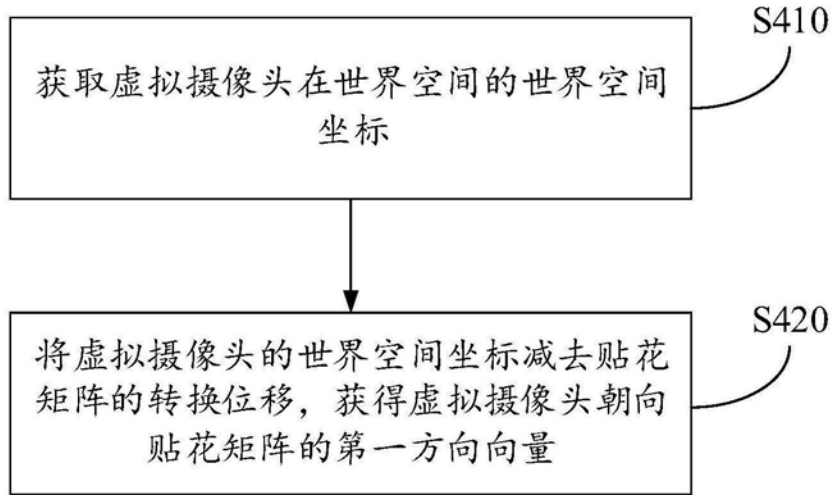 S410
获取虚拟摄像头在世界空间的世界空间
坐标
S420
将虚拟摄像头的世界空间坐标减去贴花
矩阵的转换位移，获得虚拟摄像头朝向
贴花矩阵的第一方向向量